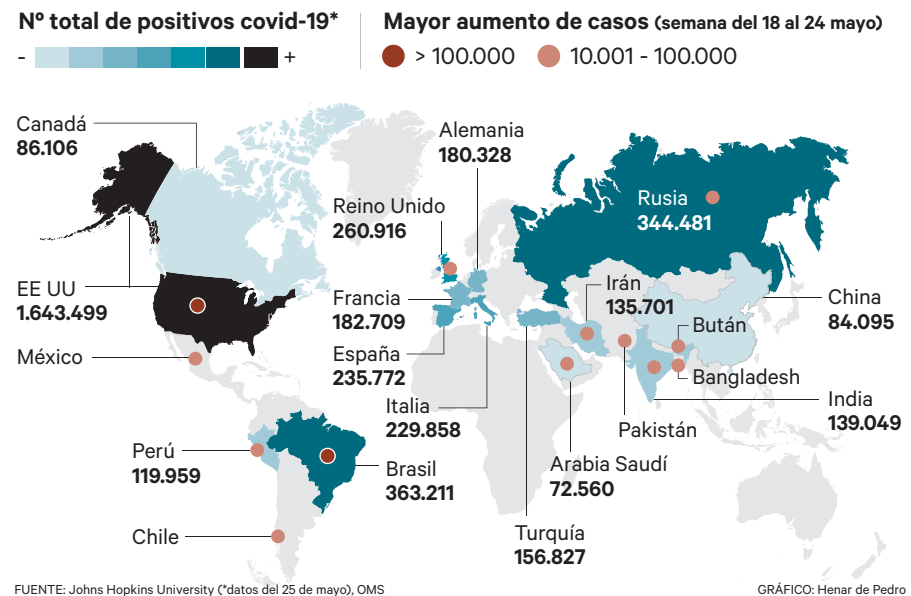 Nº total de positivos covid-19*
- +
Mayor aumento de casos (semana del 18 al 24 mayo)
> 100.000 10.001 - 100.000
Canadá
86.106
Alemania
180.328
Reino Unido
260.916
Rusia
344.481
EE UU
1.643.499
Francia
182.709
Irán
135.701
China
84.095
Bután
México
España
235.772
Bangladesh
Italia
229.858
India
139.049
Pakistán
Perú
119.959
Brasil
363.211
Arabia Saudí
72.560
Chile
Turquía
156.827
FUENTE: Johns Hopkins University (*datos del 25 de mayo), OMS
GRÁFICO: Henar de Pedro